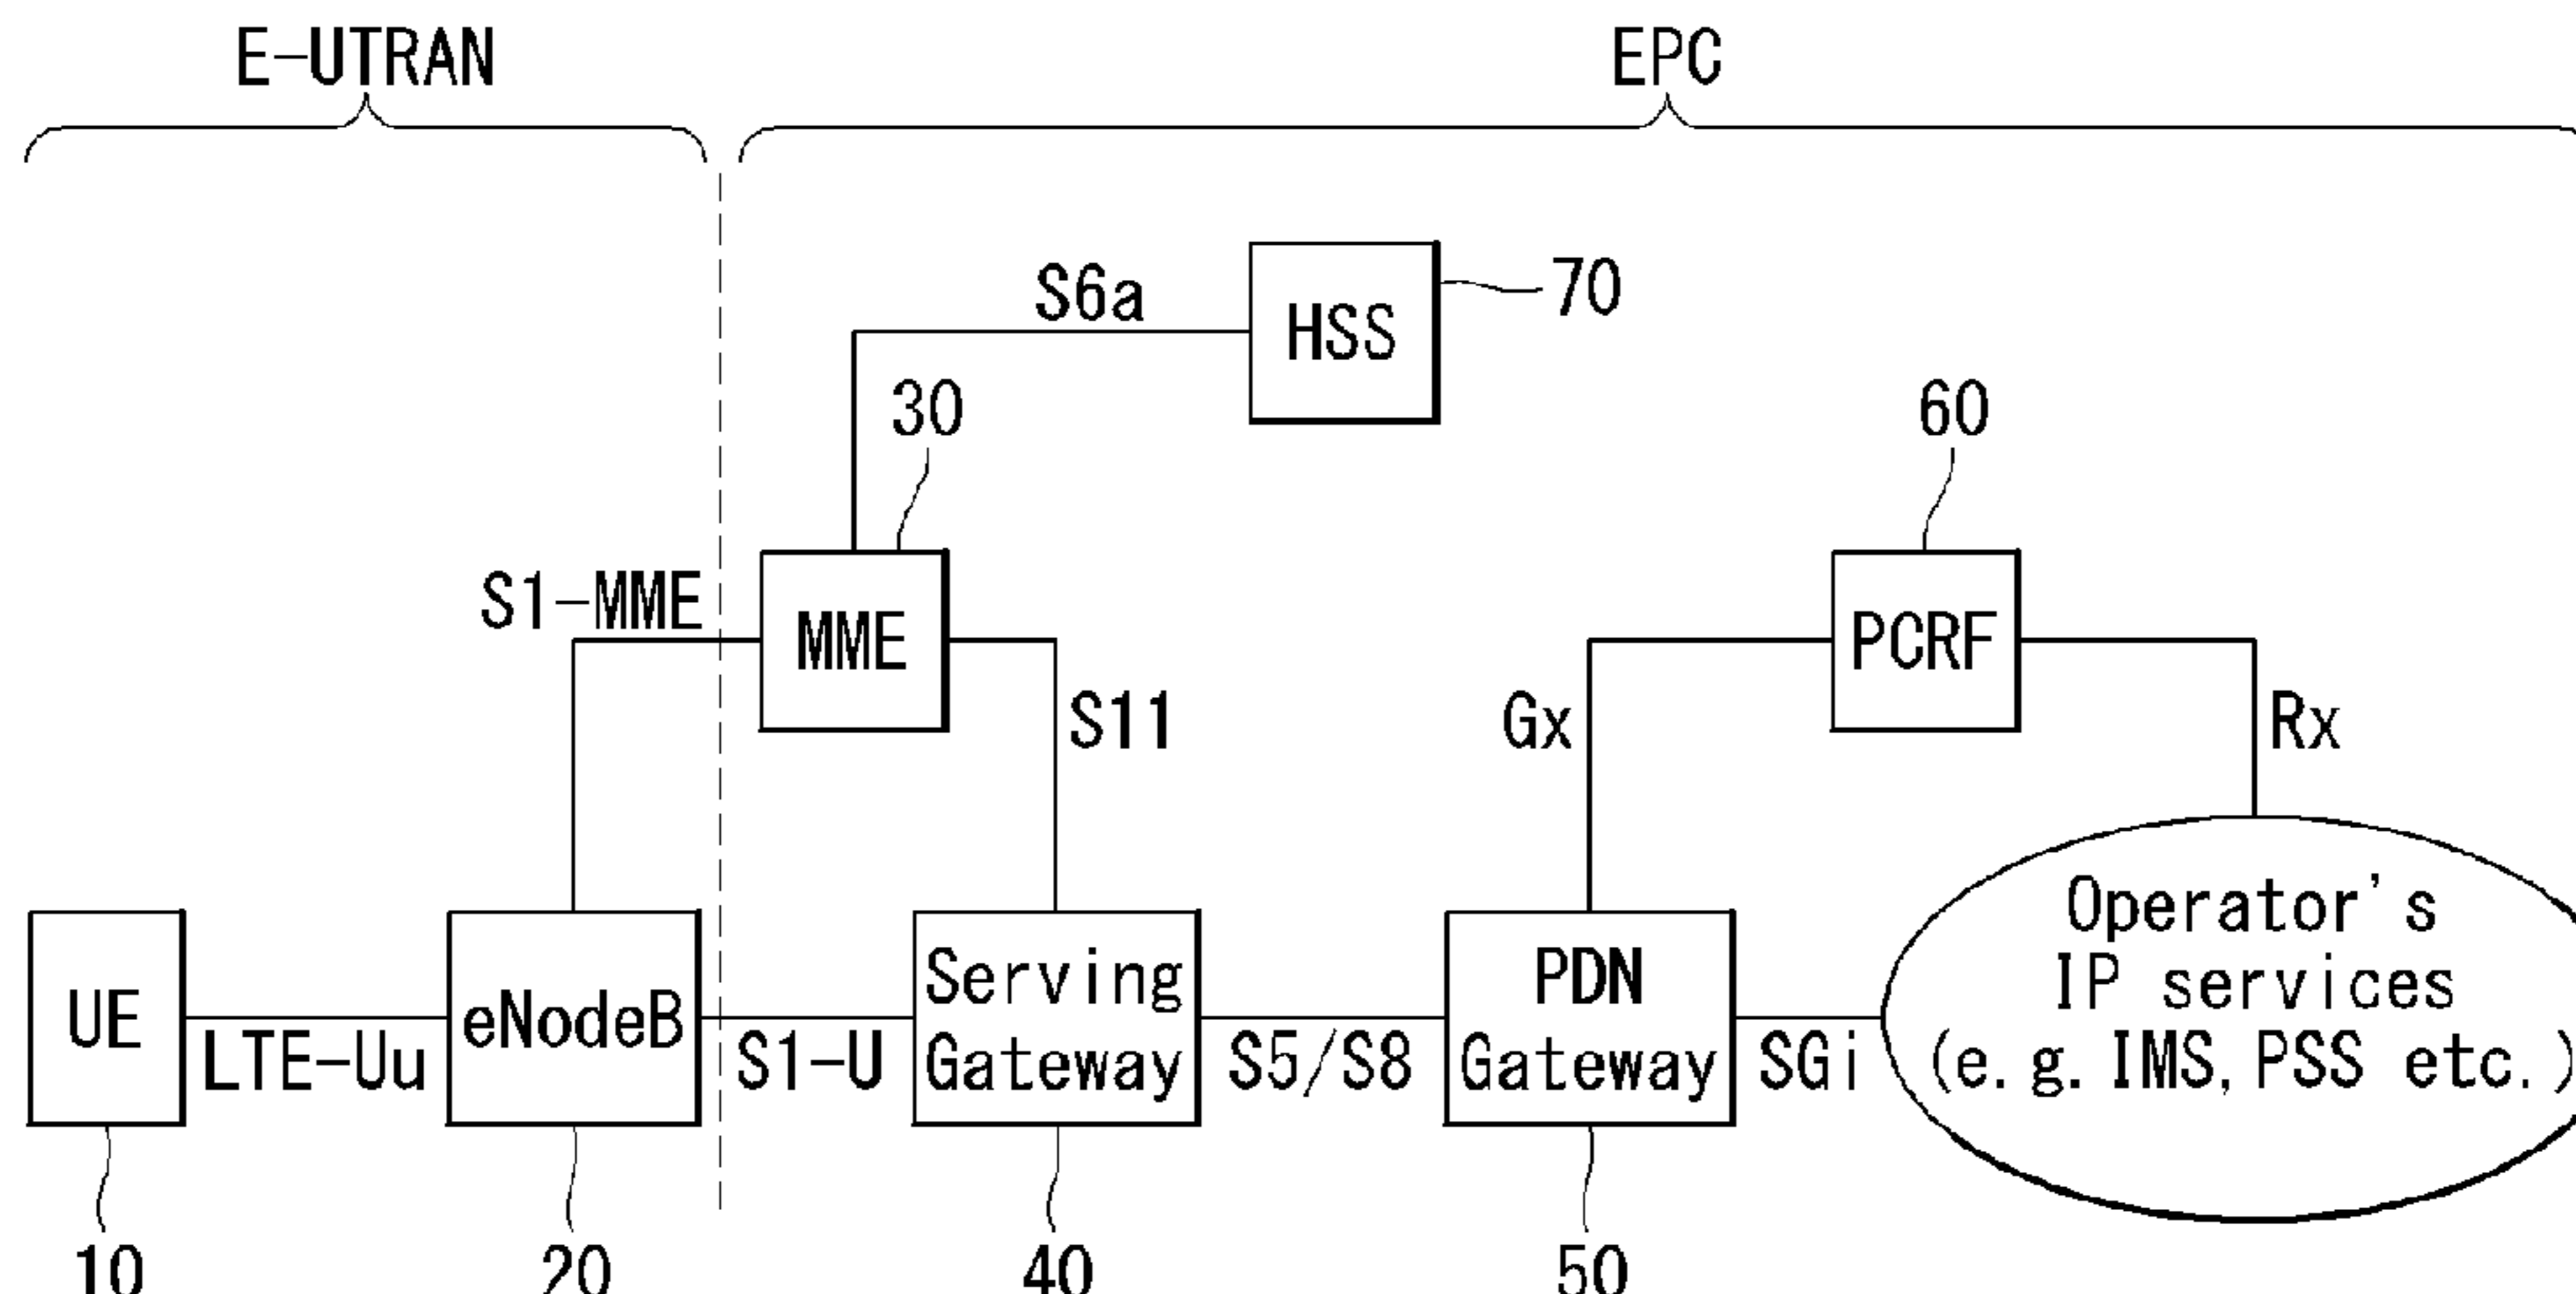 E-UTRAN
EPC
S6a
HSS
70
30
60
S1-MME
MME
PCRF
S11
Gx
Rx
UE
LTE-Uu
eNodeB
S1-U
Serving
Gateway
S5/S8
PDN
Gateway
SGi
Operator's
IP services
(e.g. IMS, PSS etc.)
10
20
40
50